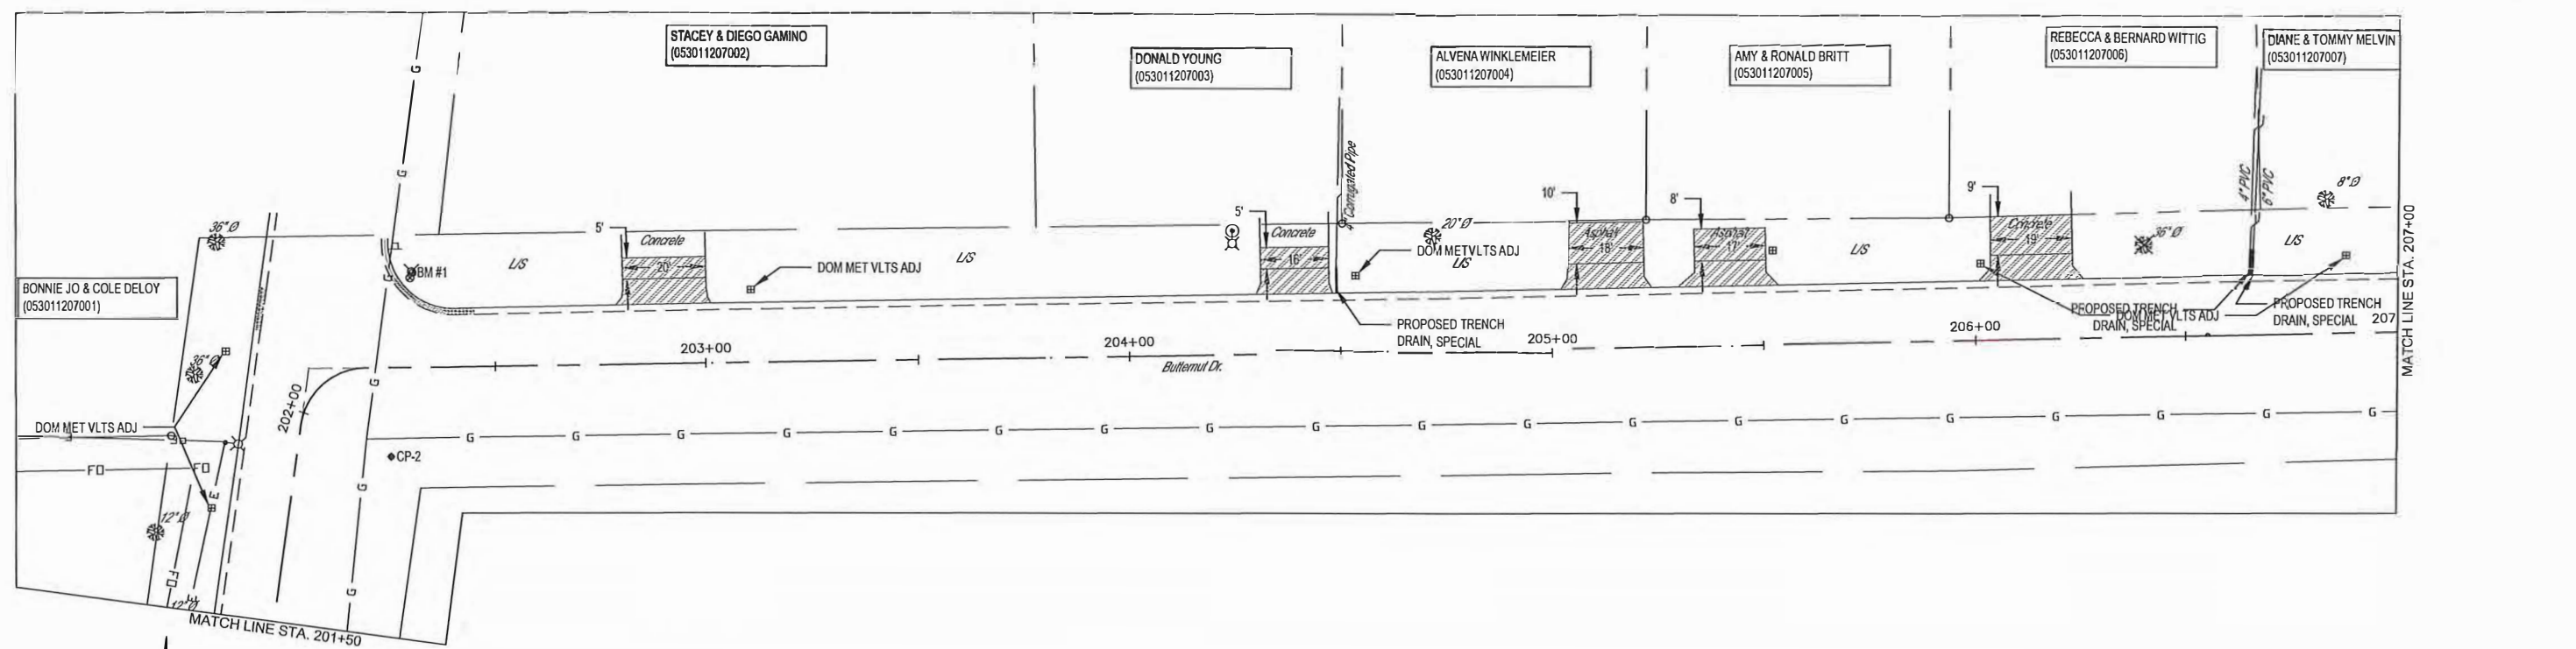 STACEY & DIEGO GAMINO
(053011207002)
DONALD YOUNG
(053011207003)
ALVENA WINKLEMEIER
(053011207004)
AMY & RONALD BRITT
(053011207005)
REBECCA & BERNARD WITTIG
(053011207006)
DIANE & TOMMY MELVIN
(053011207007)
BONNIE JO & COLE DELOY
(053011207001)
G
G
G
36"Ø
BM #1
L/S
5'
Concrete
20'
DOM MET VLTS ADJ
L/S
5'
Concrete
16'
4" Corrugated Pipe
20"Ø
DOM METVLTS ADJ
L/S
10'
Asphalt
18'
8'
Asphalt
17'
L/S
9'
Concrete
19'
36"Ø
4" PVC
6" PVC
8"Ø
L/S
PROPOSED TRENCH
DRAIN, SPECIAL
PROPOSED TRENCH
DRAIN, SPECIAL
DOM MET VLTS ADJ
PROPOSED TRENCH
DRAIN, SPECIAL
202+00
203+00
204+00
205+00
206+00
207
Butternut Dr.
MATCH LINE STA. 207+00
36"Ø
DOM MET VLTS ADJ
G
G G G G G G G G G G G G G G G G G G G
CP-2
FO
FO
E
G
12"Ø
FO
E
12"Ø
G
MATCH LINE STA. 201+50